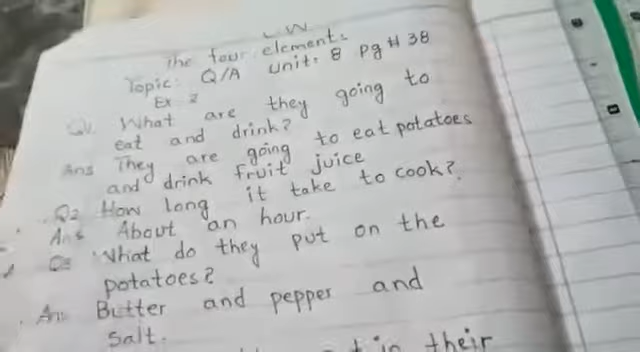 C W
The four elements
Topic: Q/A unit: 8 pg # 38
Ex 2
Q1 What are they going to
eat and drink?
Ans They are going to eat potatoes
and drink fruit juice
Q2 How long it take to cook?
Ans About an hour.
What do they put on the
potatoes?
An: Butter and pepper and
salt.
in their